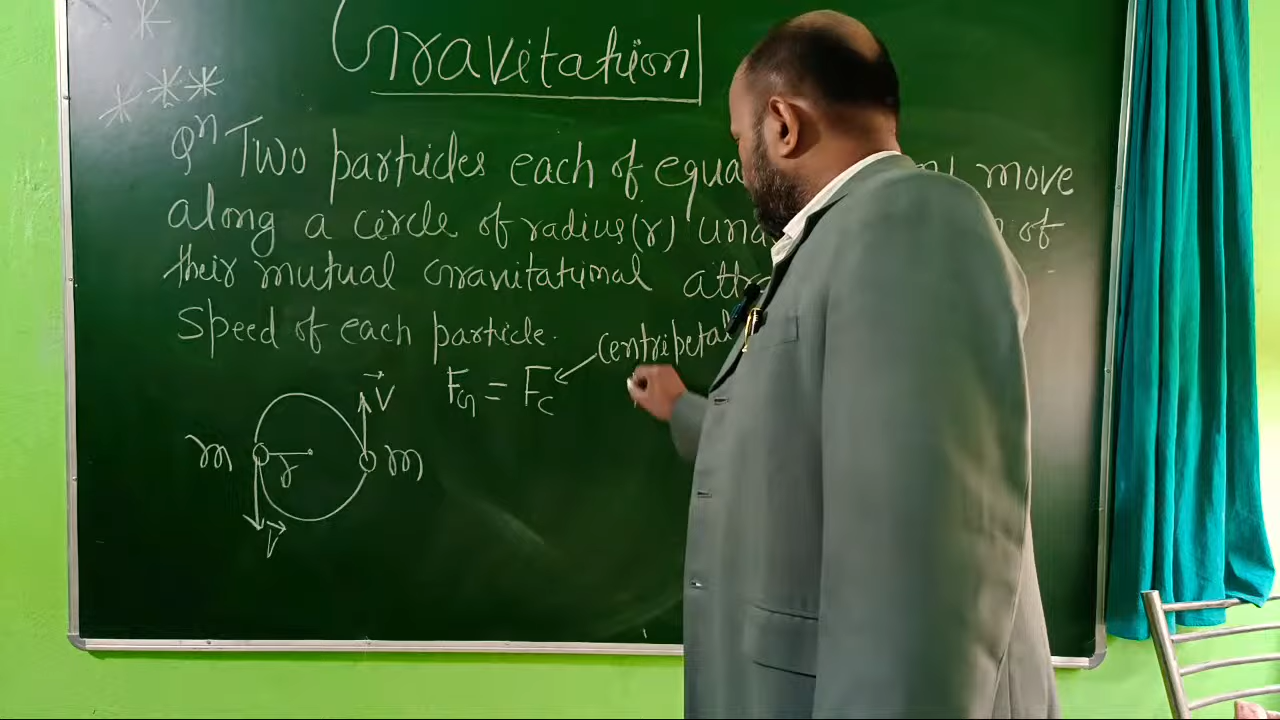 Gravitation
Qn Two particles each of equa move
along a circle of radius(r) und of
their mutual Gravitational attr
Speed of each particle.
centripetal
FG = Fc
V
m r m
V